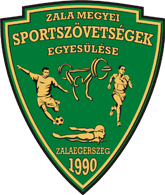 ZALA MEGYEI
SPORTSZÖVETSÉGEK
EGYESÜLÉSE
ZALAEGERSZEG
1990